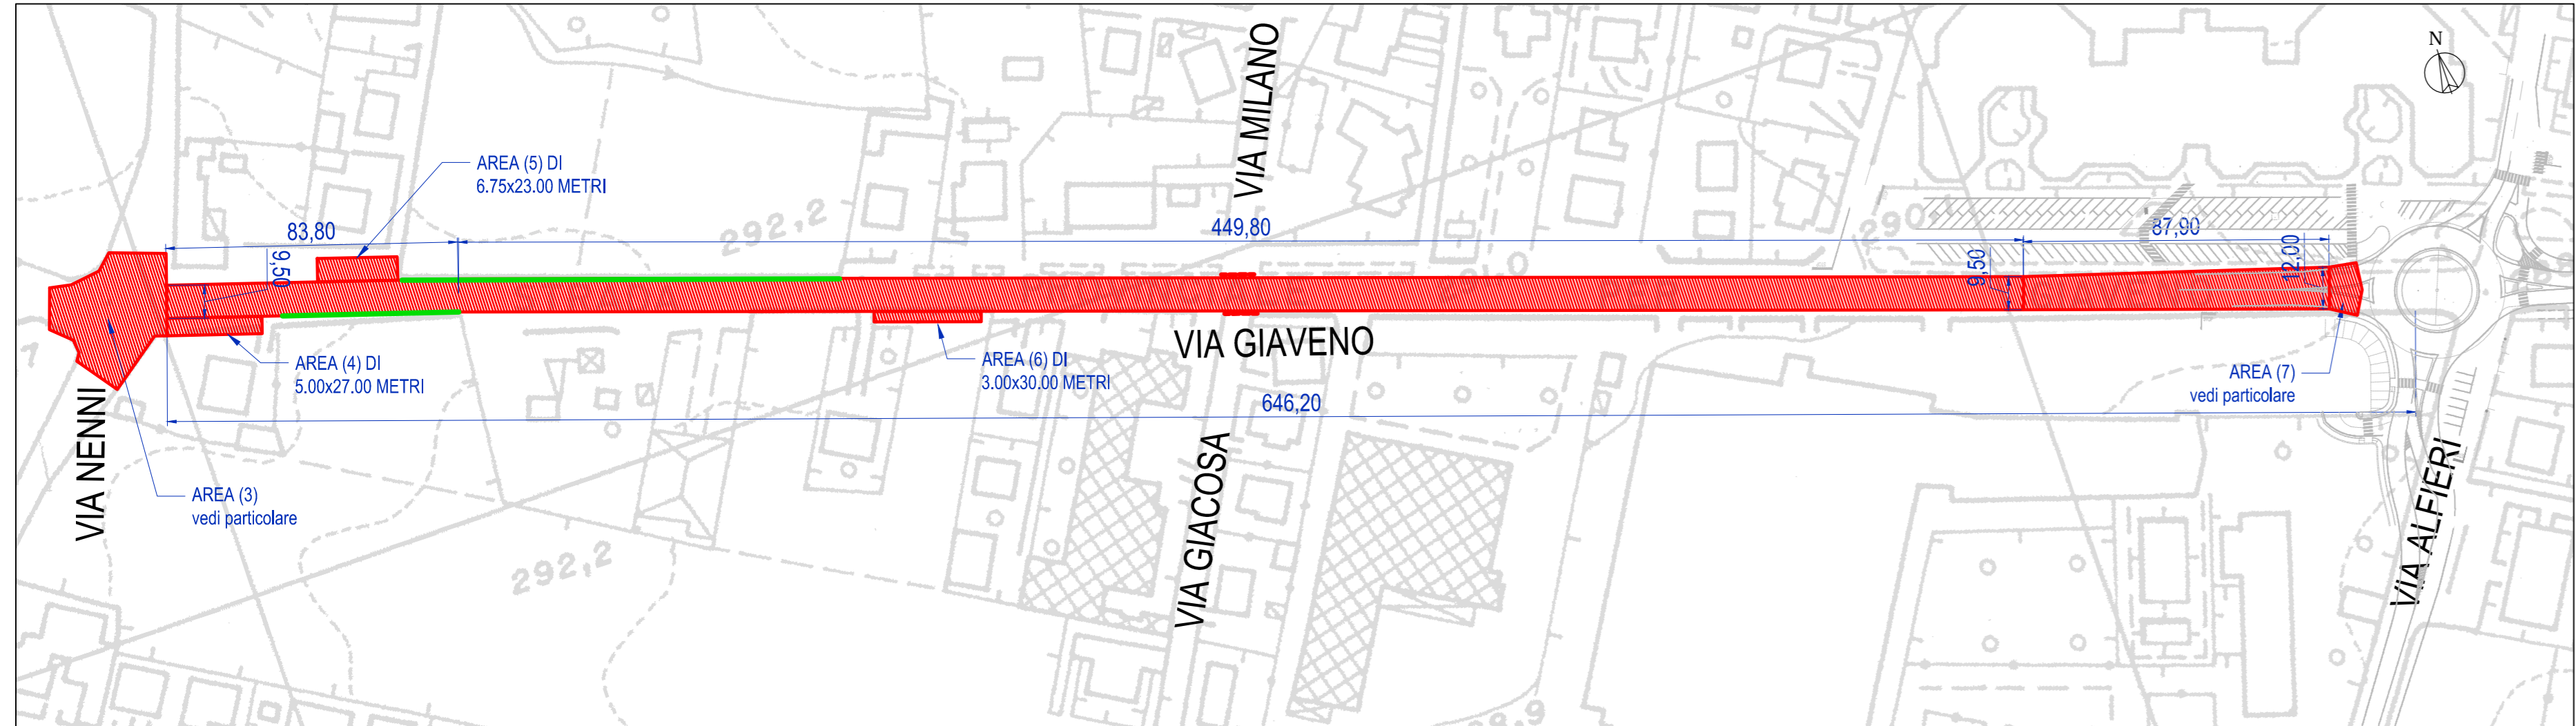 N
VIA MILANO
AREA (5) DI
6.75x23.00 METRI
292,2
83,80
449,80
87,90
9,50
9,50
12,00
VIA GIAVENO
AREA (4) DI
5.00x27.00 METRI
AREA (6) DI
3.00x30.00 METRI
AREA (7)
vedi particolare
646,20
VIA NENNI
AREA (3)
vedi particolare
VIA GIACOSA
VIA ALFIERI
292,2